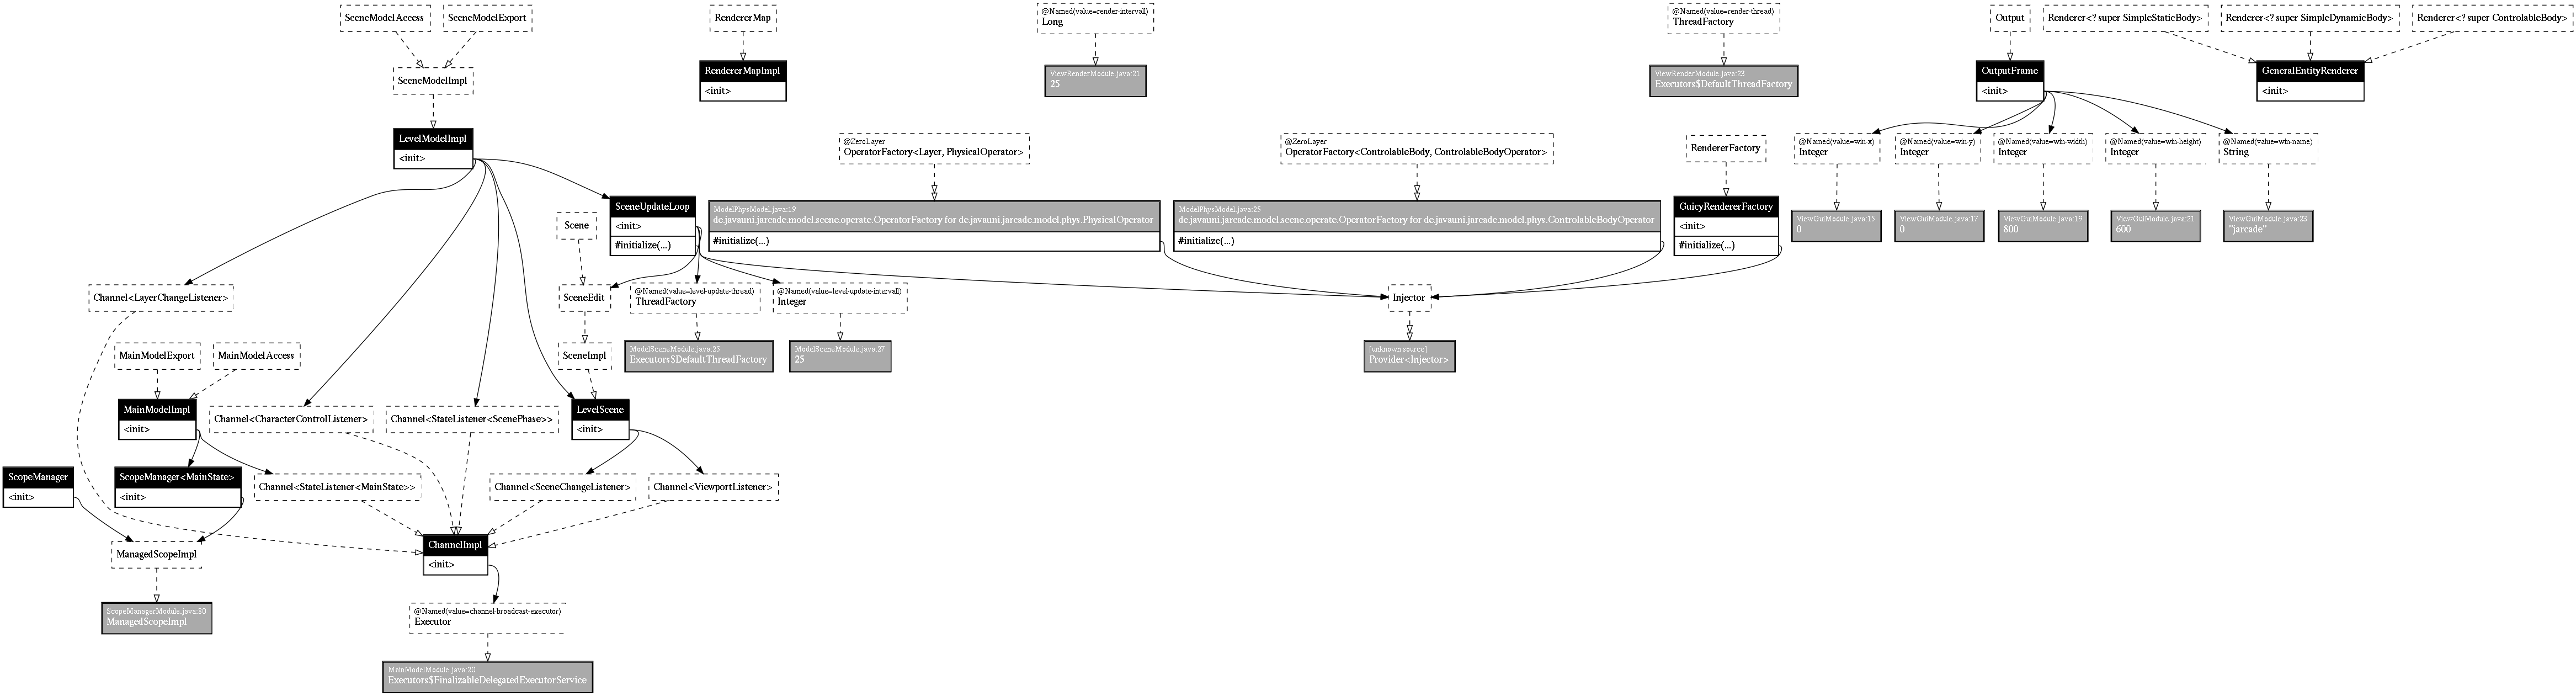 SceneModelAccess
SceneModelExport
RendererMap
@Named(value=render-intervall)
Long
@Named(value=render-thread)
ThreadFactory
Output
Renderer<? super SimpleStaticBody>
Renderer<? super SimpleDynamicBody>
Renderer<? super ControlableBody>
SceneModelImpl
RendererMapImpl
<init>
ViewRenderModule.java:21
25
ViewRenderModule.java:23
Executors$DefaultThreadFactory
OutputFrame
<init>
GeneralEntityRenderer
<init>
LevelModelImpl
<init>
@ZeroLayer
OperatorFactory<Layer, PhysicalOperator>
@ZeroLayer
OperatorFactory<ControlableBody, ControlableBodyOperator>
RendererFactory
@Named(value=win-x)
Integer
@Named(value=win-y)
Integer
@Named(value=win-width)
Integer
@Named(value=win-height)
Integer
@Named(value=win-name)
String
Scene
SceneUpdateLoop
<init>
#initialize(...)
ModelPhysModel.java:19
de.javauni.jarcade.model.scene.operate.OperatorFactory for de.javauni.jarcade.model.phys.PhysicalOperator
#initialize(...)
ModelPhysModel.java:25
de.javauni.jarcade.model.scene.operate.OperatorFactory for de.javauni.jarcade.model.phys.ControlableBodyOperator
#initialize(...)
GuicyRendererFactory
<init>
#initialize(...)
ViewGuiModule.java:15
0
ViewGuiModule.java:17
0
ViewGuiModule.java:19
800
ViewGuiModule.java:21
600
ViewGuiModule.java:23
"jarcade"
Channel<LayerChangeListener>
SceneEdit
@Named(value=level-update-thread)
ThreadFactory
@Named(value=level-update-intervall)
Integer
Injector
MainModelExport
MainModelAccess
SceneImpl
ModelSceneModule.java:25
Executors$DefaultThreadFactory
ModelSceneModule.java:27
25
[unknown source]
Provider<Injector>
MainModelImpl
<init>
Channel<CharacterControlListener>
Channel<StateListener<ScenePhase>>
LevelScene
<init>
ScopeManager
<init>
ScopeManager<MainState>
<init>
Channel<StateListener<MainState>>
Channel<SceneChangeListener>
Channel<ViewportListener>
ManagedScopeImpl
ChannelImpl
<init>
ScopeManagerModule.java:30
ManagedScopeImpl
@Named(value=channel-broadcast-executor)
Executor
MainModelModule.java:20
Executors$FinalizableDelegatedExecutorService